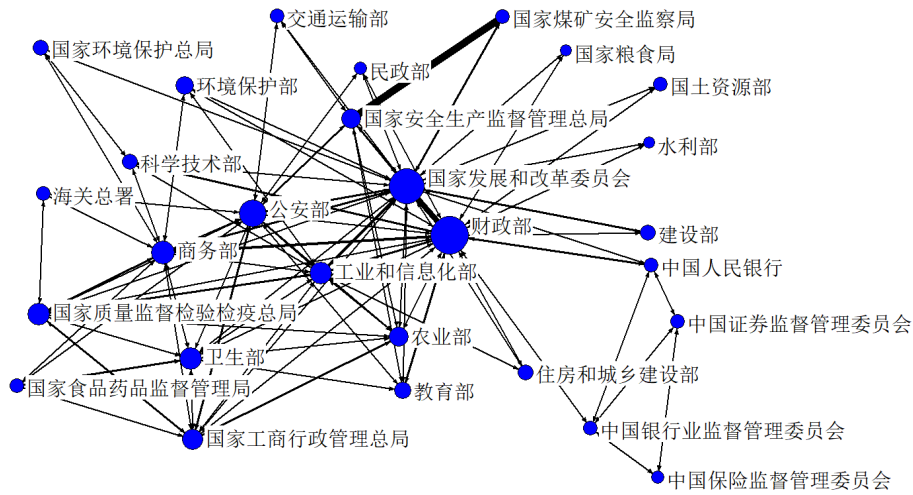 交通运输部
国家煤矿安全监察局
国家环境保护总局
国家粮食局
民政部
环境保护部
国土资源部
国家安全生产监督管理总局
水利部
科学技术部
国家发展和改革委员会
海关总署
公安部
财政部
建设部
商务部
中国人民银行
工业和信息化部
国家质量监督检验检疫总局
中国证券监督管理委员会
农业部
卫生部
住房和城乡建设部
国家食品药品监督管理局
教育部
国家工商行政管理总局
中国银行业监督管理委员会
中国保险监督管理委员会